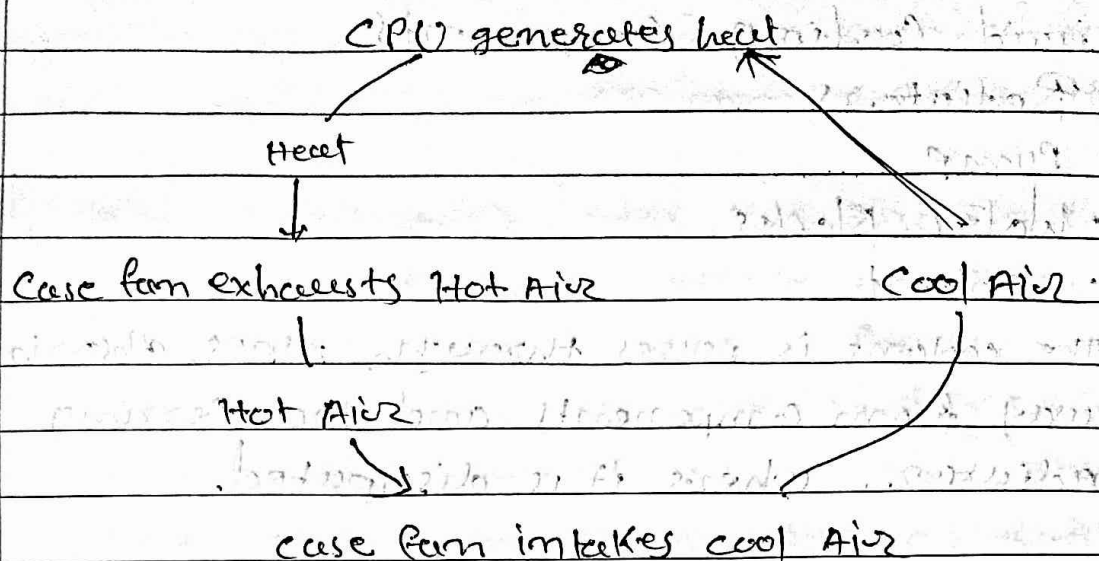 CPU generates heat
Heat
Case fan exhausts Hot Air
Cool Air.
Hot Air
case fan intakes cool Air